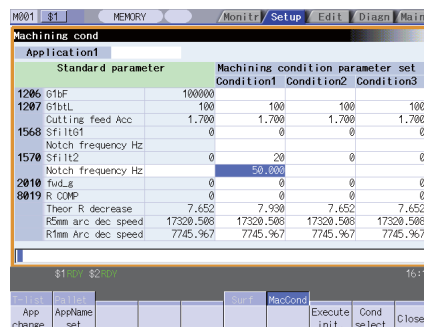 M001 $1 MEMORY Monitr Setup Edit Diagn Main
Machining cond
Application1
Standard parameter Machining condition parameter set
Condition1 Condition2 Condition3
1206 G1bF 100000
1207 G1btL 100 100 100 100
Cutting feed Acc 1.700 1.700 1.700 1.700
1568 SfiltG1 0 0 0 0
Notch frequency Hz
1570 Sfilt2 0 20 0 0
Notch frequency Hz 50.000
2010 fwd_g 0 0 0 0
8019 R COMP 0 0 0 0
Theor R decrease 7.652 7.930 7.652 7.652
R5mm arc dec speed 17320.508 17320.508 17320.508 17320.508
R1mm Arc dec speed 7745.967 7745.967 7745.967 7745.967
$1 RDY $2 RDY 16:1
T-list Pallet Surf MacCond
App change AppName set Execute init Cond select Close